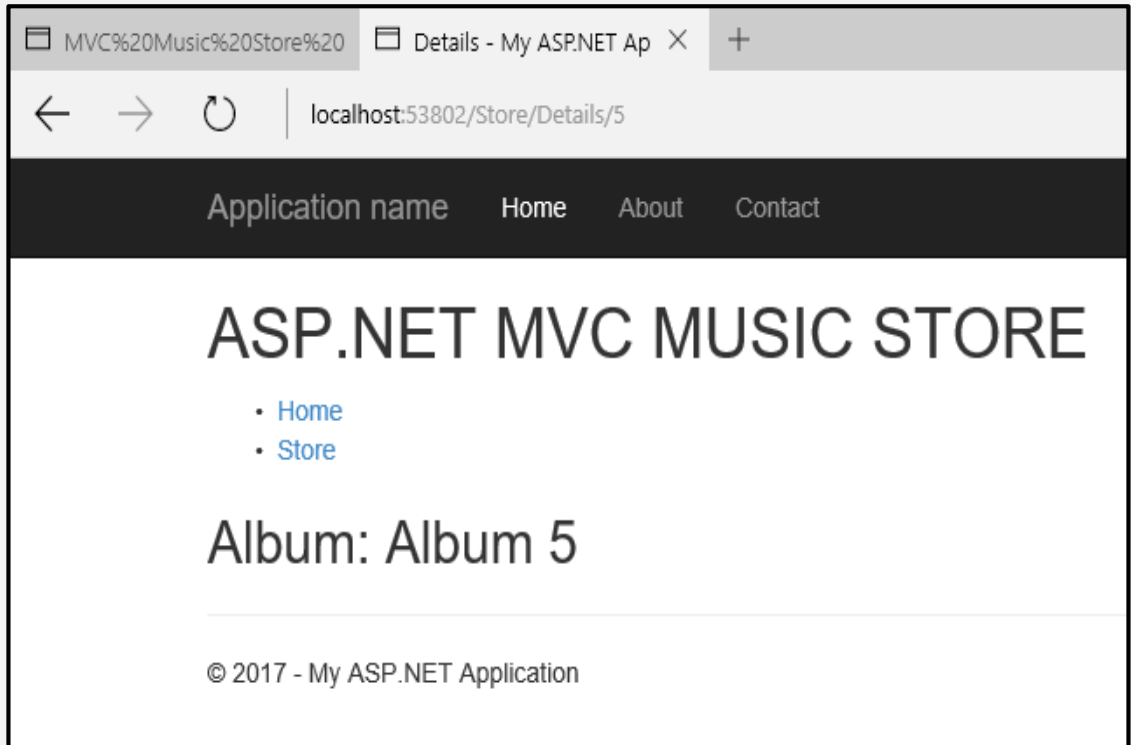 MVC%20Music%20Store%20 Details - My ASP.NET Ap
localhost:53802/Store/Details/5
Application name Home About Contact
ASP.NET MVC MUSIC STORE
• Home
• Store
Album: Album 5
© 2017 - My ASP.NET Application